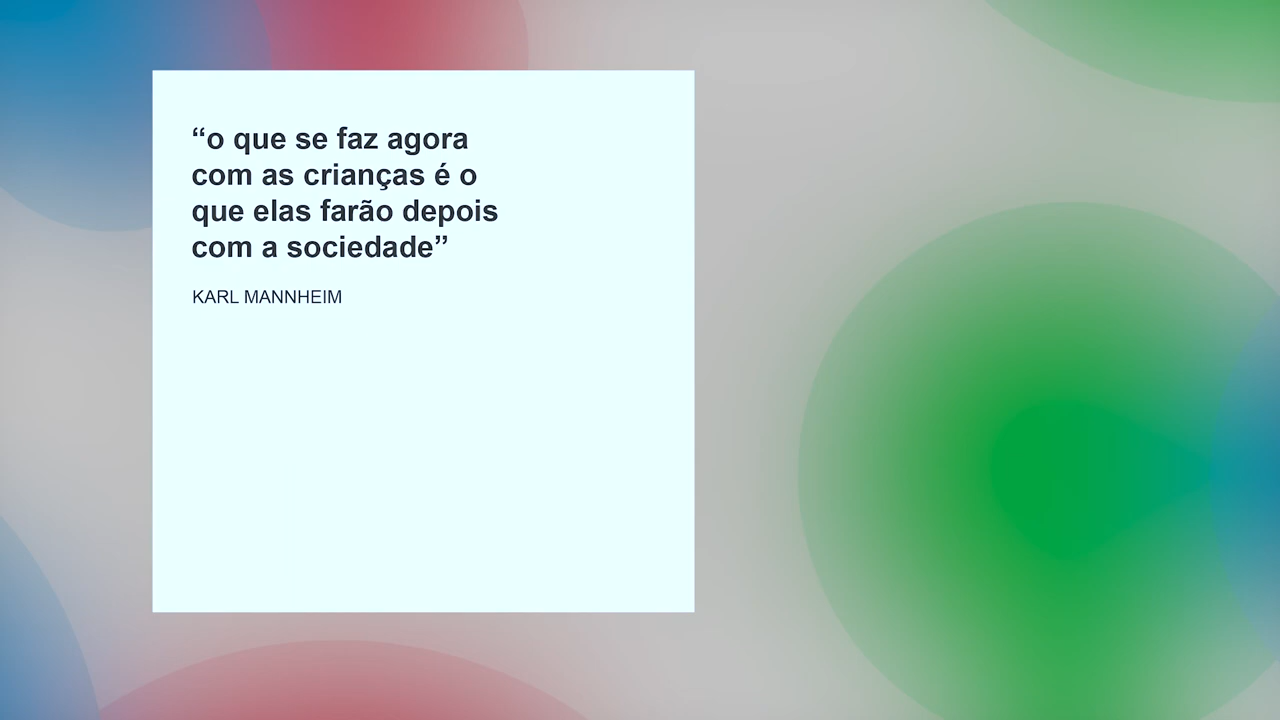 “o que se faz agora
com as crianças é o
que elas farão depois
com a sociedade”
KARL MANNHEIM